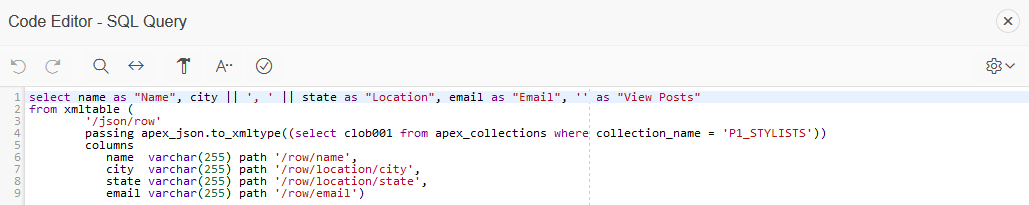 Code Editor - SQL Query
A··
1 select name as "Name", city || ', ' || state as "Location", email as "Email", '' as "View Posts"
2 from xmltable (
3         '/json/row'
4         passing apex_json.to_xmltype((select clob001 from apex_collections where collection_name = 'P1_STYLISTS'))
5         columns
6            name  varchar(255) path '/row/name',
7            city  varchar(255) path '/row/location/city',
8            state varchar(255) path '/row/location/state',
9            email varchar(255) path '/row/email')